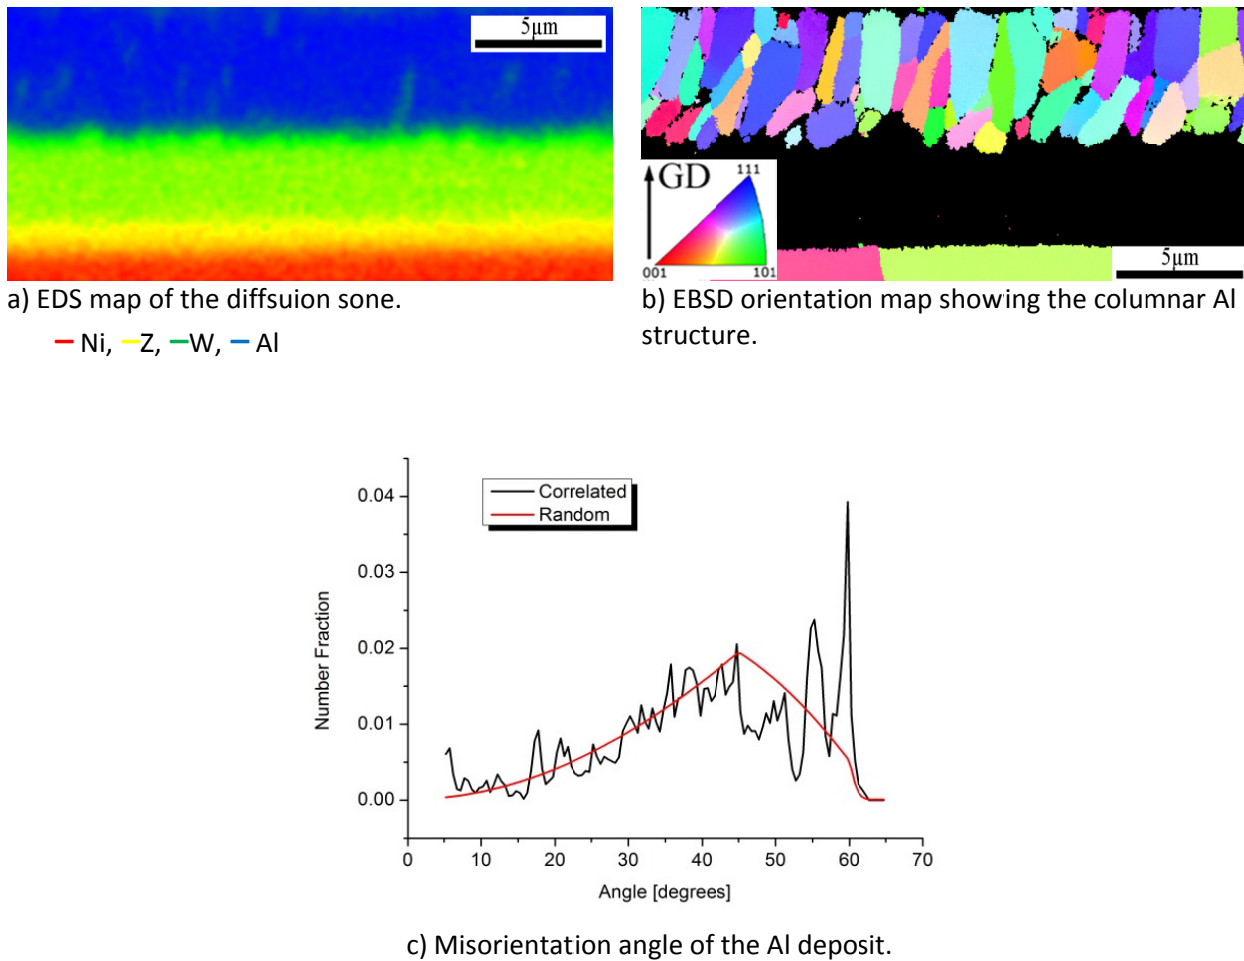 5µm
GD
111
001
101
5µm
a) EDS map of the diffsuion sone.
Ni, Z, W, Al
b) EBSD orientation map showing the columnar Al
structure.
Correlated
Random
Number Fraction
0.04
0.03
0.02
0.01
0.00
0 10 20 30 40 50 60 70
Angle [degrees]
c) Misorientation angle of the Al deposit.